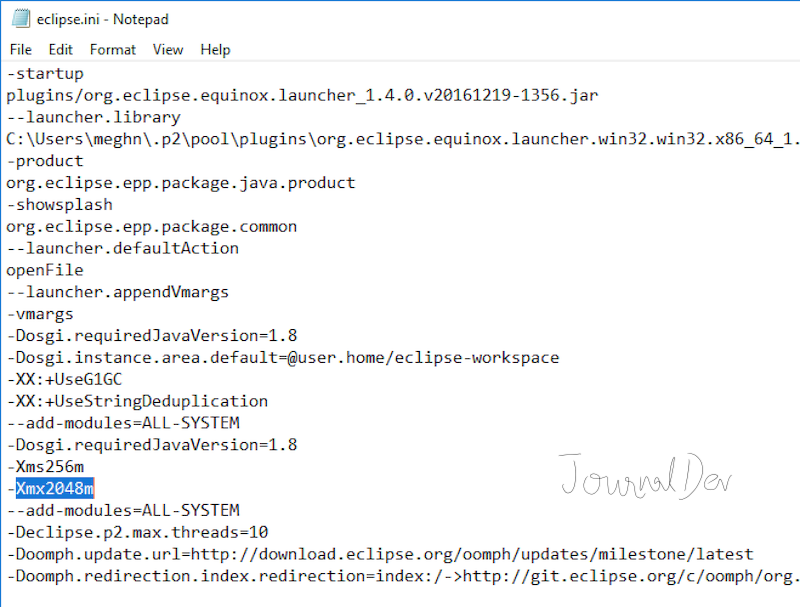 eclipse.ini - Notepad
File Edit Format View Help
-startup
plugins/org.eclipse.equinox.launcher_1.4.0.v20161219-1356.jar
--launcher.library
C:\Users\meghn\.p2\pool\plugins\org.eclipse.equinox.launcher.win32.win32.x86_64_1.
-product
org.eclipse.epp.package.java.product
-showsplash
org.eclipse.epp.package.common
--launcher.defaultAction
openFile
--launcher.appendVmargs
-vmargs
-Dosgi.requiredJavaVersion=1.8
-Dosgi.instance.area.default=@user.home/eclipse-workspace
-XX:+UseG1GC
-XX:+UseStringDeduplication
--add-modules=ALL-SYSTEM
-Dosgi.requiredJavaVersion=1.8
-Xms256m
-Xmx2048m
JournalDev
--add-modules=ALL-SYSTEM
-Declipse.p2.max.threads=10
-Doomph.update.url=http://download.eclipse.org/oomph/updates/milestone/latest
-Doomph.redirection.index.redirection=index:/->http://git.eclipse.org/c/oomph/org.